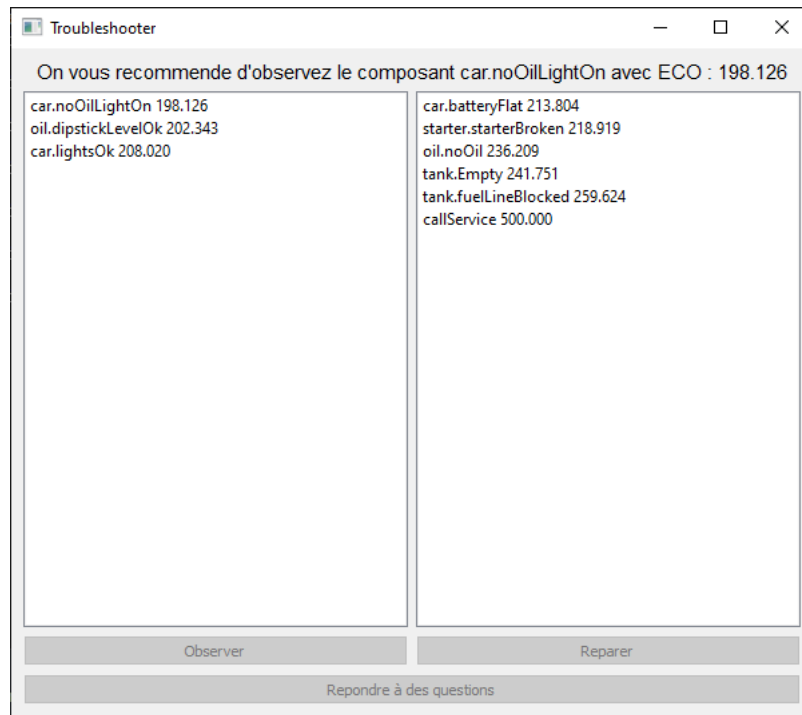 Troubleshooter
On vous recommende d'observez le composant car.noOilLightOn avec ECO : 198.126
car.noOilLightOn 198.126
oil.dipstickLevelOk 202.343
car.lightsOk 208.020
car.batteryFlat 213.804
starter.starterBroken 218.919
oil.noOil 236.209
tank.Empty 241.751
tank.fuelLineBlocked 259.624
callService 500.000
Observer
Reparer
Repondre à des questions